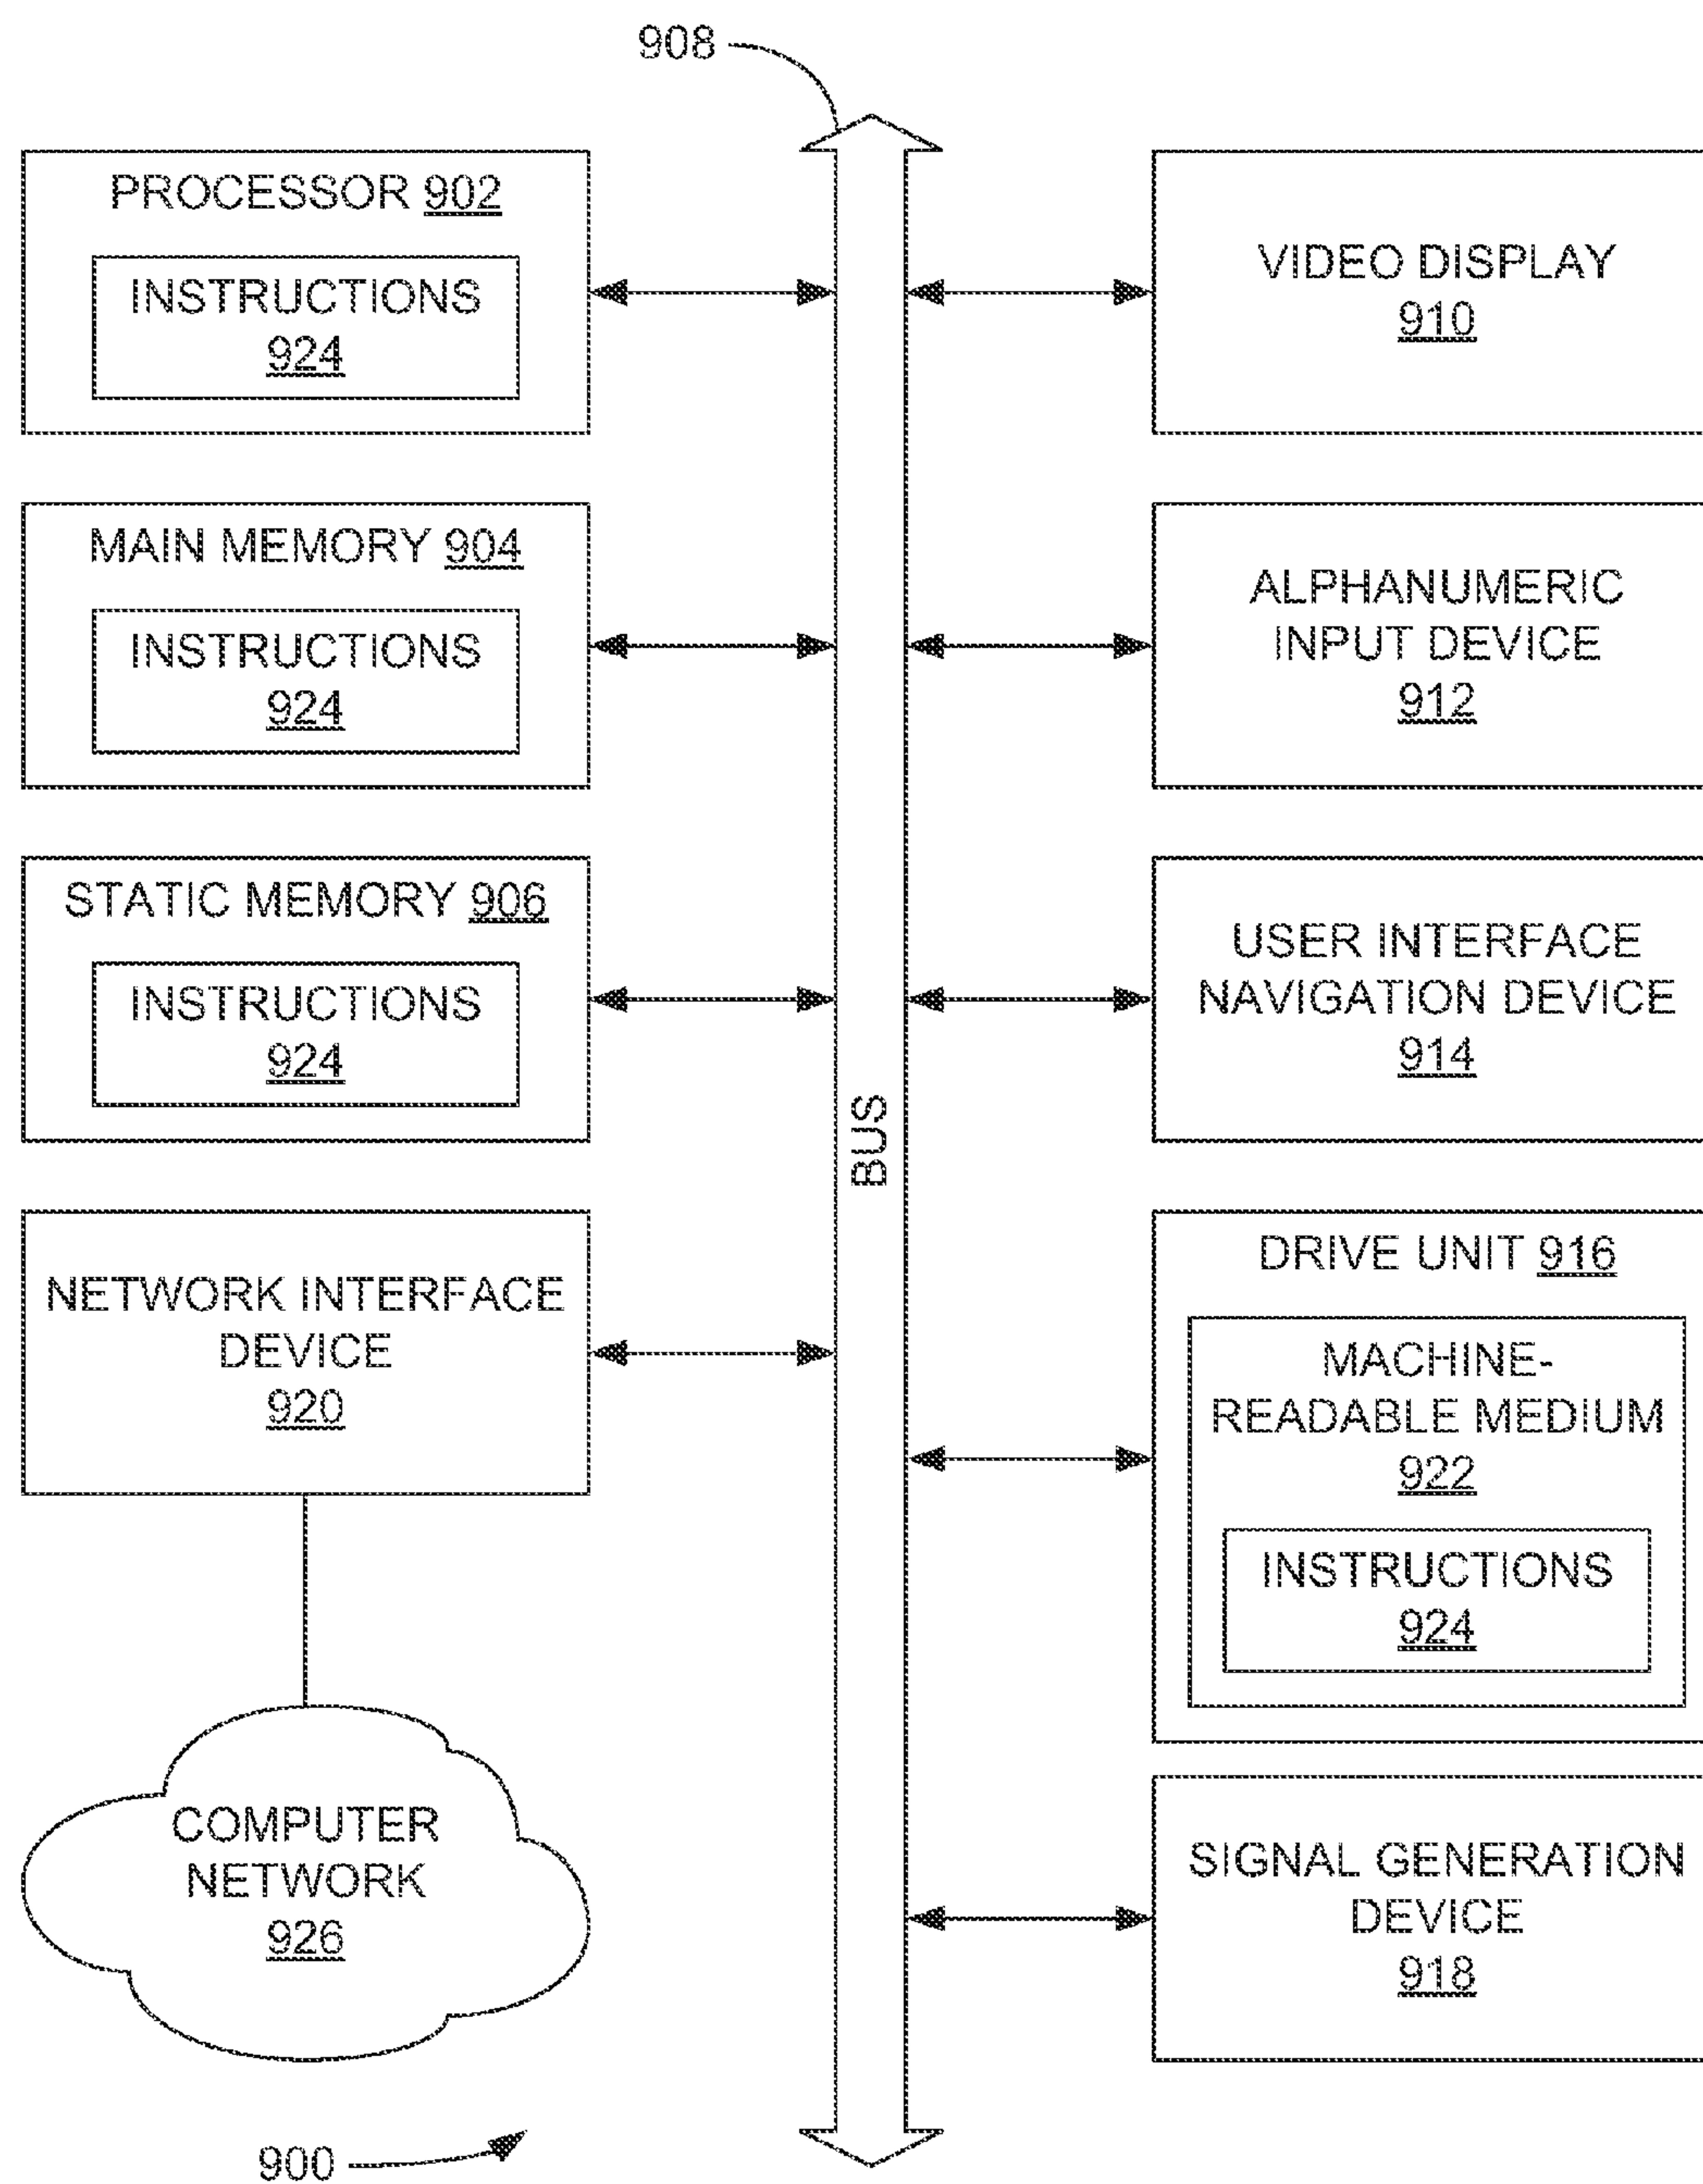 908
PROCESSOR 902
INSTRUCTIONS
924
MAIN MEMORY 904
INSTRUCTIONS
924
STATIC MEMORY 906
INSTRUCTIONS
924
NETWORK INTERFACE
DEVICE
920
COMPUTER
NETWORK
926
900
BUS
VIDEO DISPLAY
910
ALPHANUMERIC
INPUT DEVICE
912
USER INTERFACE
NAVIGATION DEVICE
914
DRIVE UNIT 916
MACHINE-
READABLE MEDIUM
922
INSTRUCTIONS
924
SIGNAL GENERATION
DEVICE
918